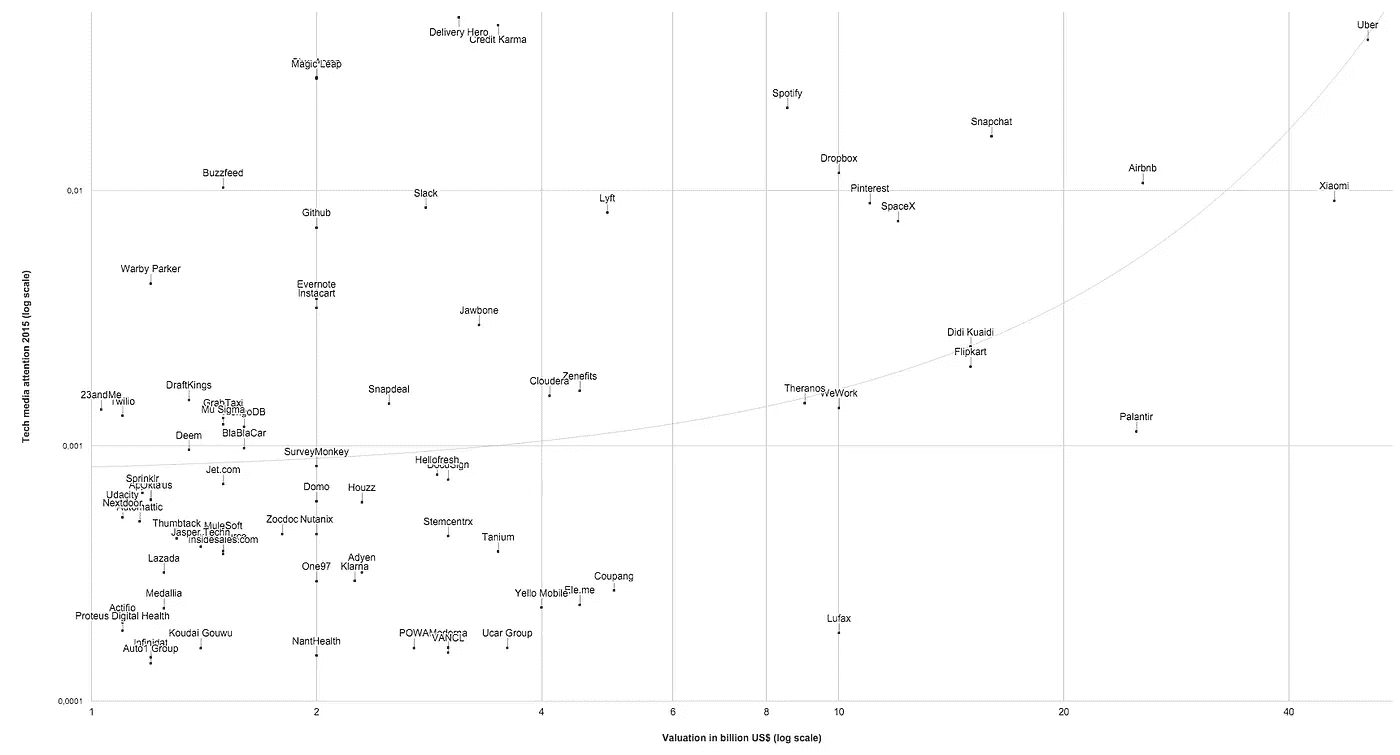 Uber
Delivery Hero
Credit Karma
Magic Leap
Spotify
Snapchat
Dropbox
Airbnb
Buzzfeed
Pinterest
Xiaomi
0,01
Slack
Lyft
SpaceX
Github
Warby Parker
Evernote
Instacart
Jawbone
Didi Kuaidi
Flipkart
Zenefits
Cloudera
DraftKings
Snapdeal
Theranos
WeWork
23andMe
Twilio
GrabTaxi
Mu Sigma
Palantir
Deem
BlaBlaCar
0,001
SurveyMonkey
Hellofresh
DocuSign
Jet.com
Sprinklr
Domo
Houzz
Udacity
Nextdoor
Automattic
Thumbtack
MuleSoft
Zocdoc
Nutanix
Stemcentrx
Jasper Techn
insidesales.com
Tanium
Lazada
Adyen
One97
Klarna
Coupang
Medallia
Yello Mobile
Ele.me
Actifio
Proteus Digital Health
Lufax
Koudai Gouwu
POWA
Ucar Group
VANCL
NantHealth
Infinidat
Auto1 Group
0,0001
1
2
4
6
8
10
20
40
Tech media attention 2015 (log scale)
Valuation in billion US$ (log scale)